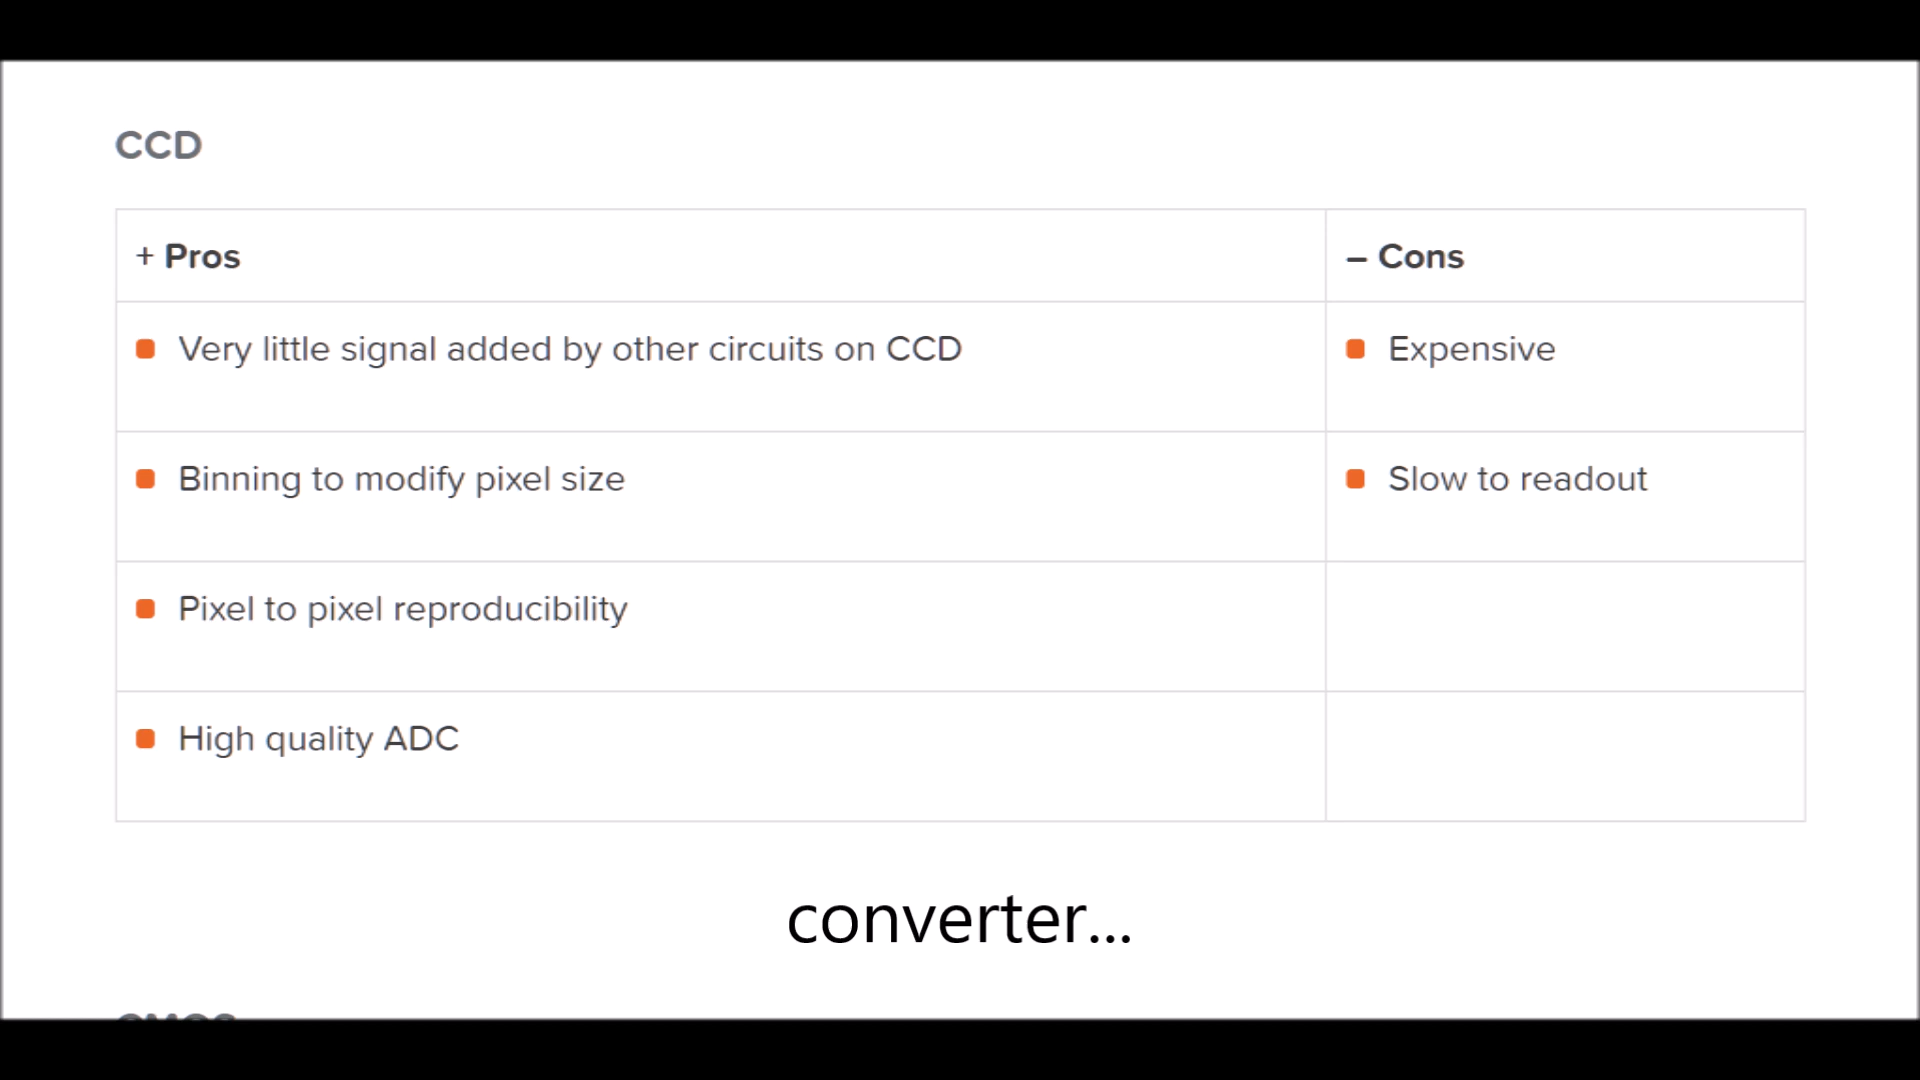 CCD
+ Pros
– Cons
Very little signal added by other circuits on CCD
Expensive
Binning to modify pixel size
Slow to readout
Pixel to pixel reproducibility
High quality ADC
converter...